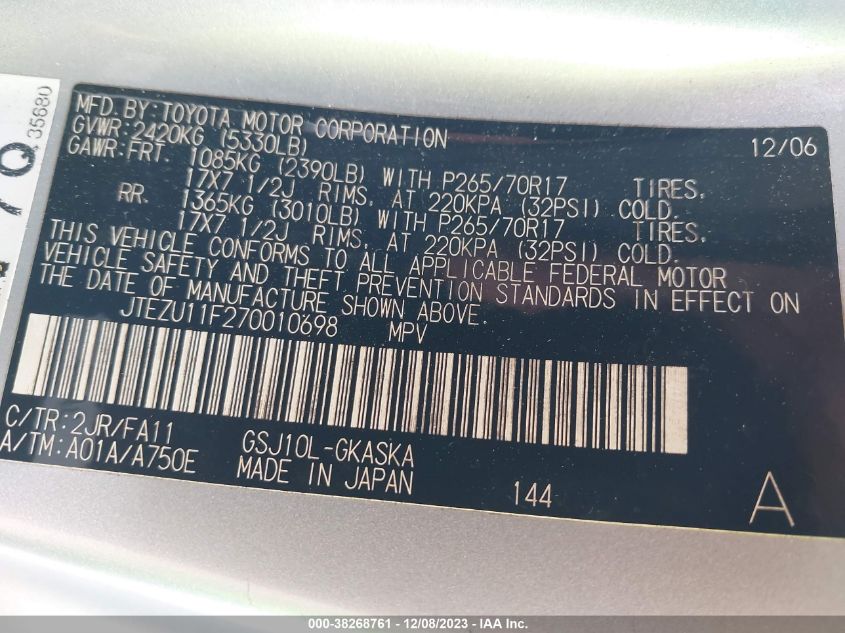 MFD. BY: TOYOTA MOTOR CORPORATION 12/06
GVWR: 2420KG (5330LB)
GAWR: FRT. 1085KG (2390LB) WITH P265/70R17 TIRES,
17X7 1/2J RIMS, AT 220KPA (32PSI) COLD.
RR. 1365KG (3010LB) WITH P265/70R17 TIRES,
17X7 1/2J RIMS, AT 220KPA (32PSI) COLD.
THIS VEHICLE CONFORMS TO ALL APPLICABLE FEDERAL MOTOR
VEHICLE SAFETY AND THEFT PREVENTION STANDARDS IN EFFECT ON
THE DATE OF MANUFACTURE SHOWN ABOVE.
JTEZU11F270010698 MPV
C/TR: 2JR/FA11 GSJ10L-GKASKA
A/TM: A01A/A750E MADE IN JAPAN 144 A
35680
000-38268761 - 12/08/2023 - IAA Inc.